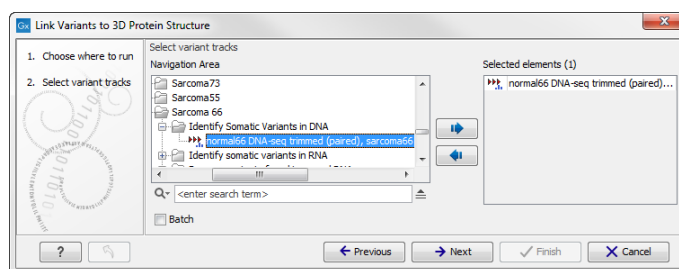 Gx Link Variants to 3D Protein Structure
1. Choose where to run
2. Select variant tracks
Select variant tracks
Navigation Area
Sarcoma73
Sarcoma55
Sarcoma 66
Identify Somatic Variants in DNA
normal66 DNA-seq trimmed (paired), sarcoma66
Identify somatic variants in RNA
<enter search term>
Batch
Selected elements (1)
normal66 DNA-seq trimmed (paired)...
?
Previous
Next
Finish
Cancel